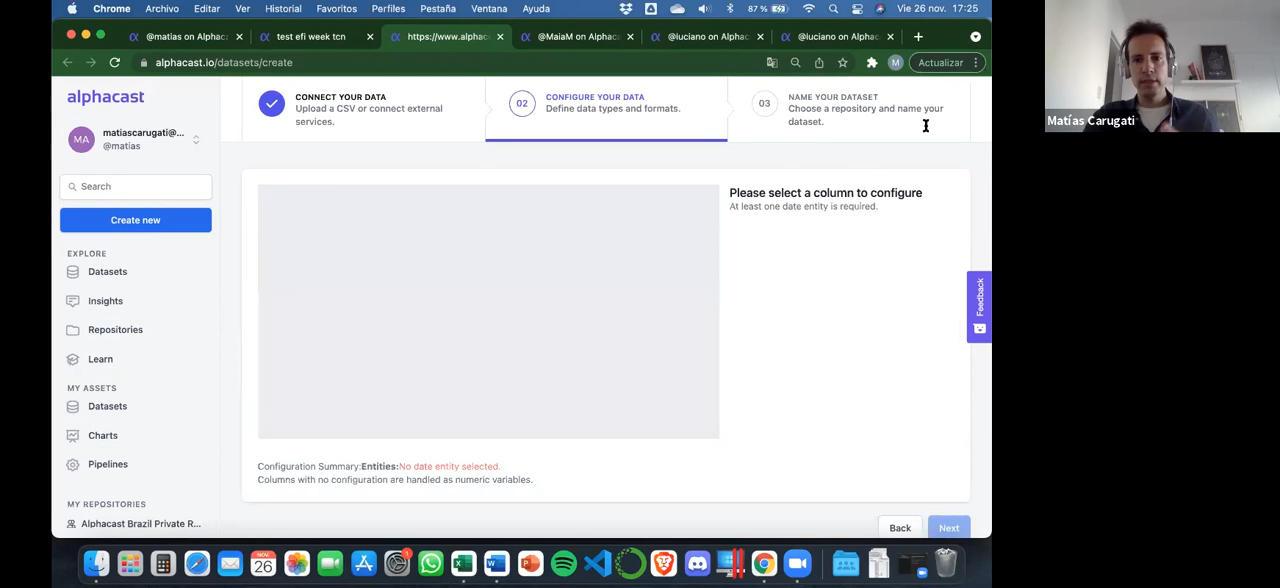 Chrome Archivo Editar Ver Historial Favoritos Perfiles Pestaña Ventana Ayuda 87 % Vie 26 nov. 17:25
@matias on Alphac
test efi week tcn
https://www.alphac
@MaiaM on Alphac
@luciano on Alphac
@luciano on Alphac
alphacast.io/datasets/create
M
Actualizar
alphacast
MA
matiascarugati@...
@matias
Search
Create new
EXPLORE
Datasets
Insights
Repositories
Learn
MY ASSETS
Datasets
Charts
Pipelines
MY REPOSITORIES
Alphacast Brazil Private R...
CONNECT YOUR DATA
Upload a CSV or connect external
services.
02
CONFIGURE YOUR DATA
Define data types and formats.
03
NAME YOUR DATASET
Choose a repository and name your
dataset.
Please select a column to configure
At least one date entity is required.
Configuration Summary:Entities:No date entity selected.
Columns with no configuration are handled as numeric variables.
Back
Next
Feedback
Matías Carugati
NOV.
26
1